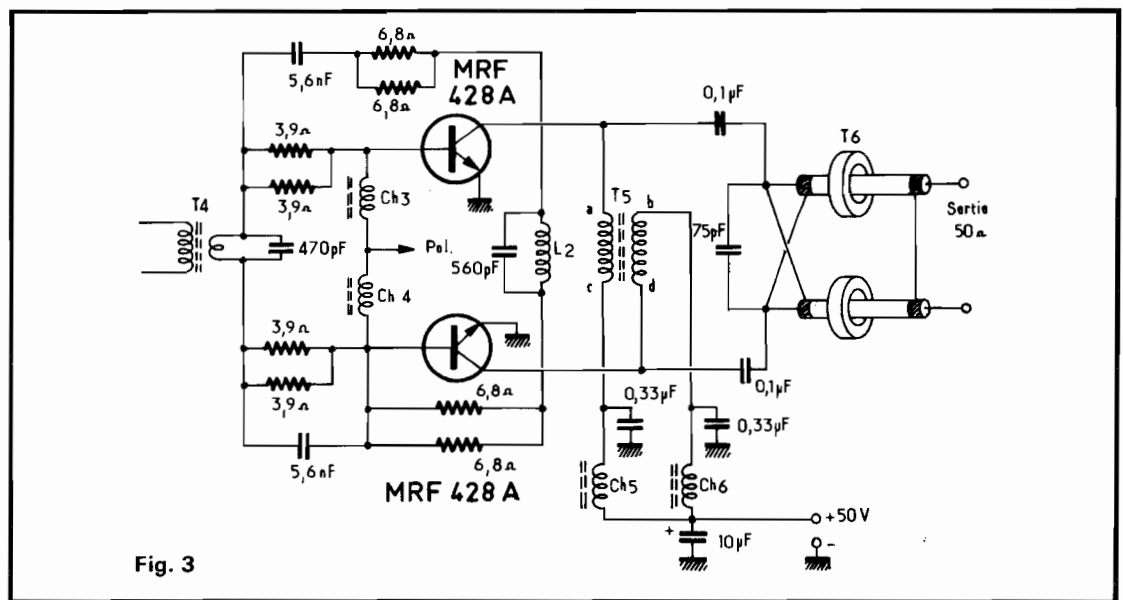 6,8Ω
5,6nF
6,8Ω
MRF
428A
0,1µF
3,9Ω
T6
T4
3,9Ω
Ch3
a
T5
b
Sertie
50Ω
470pF
Pol.
560pF
L2
75pF
c
d
Ch 4
3,9Ω
3,9Ω
6,8Ω
0,33µF
0,1µF
0,33µF
5,6nF
6,8Ω
MRF 428A
Ch5
Ch6
+50V
+
10µF
-
Fig. 3